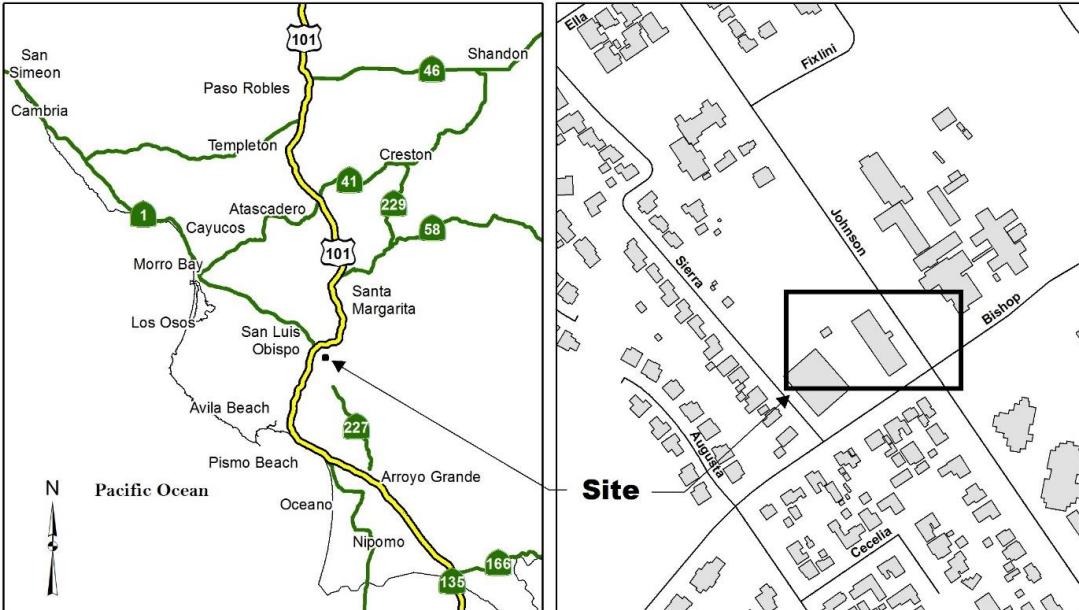 101
San
Simeon
Shandon
46
Cambria
Paso Robles
Templeton
Creston
41
229
1
Atascadero
58
Cayucos
101
Morro Bay
Santa
Margarita
Los Osos
San Luis
Obispo
Avila Beach
227
Pismo Beach
Arroyo Grande
N
Pacific Ocean
Oceano
Nipomo
166
135
Site
Ella
Fixlini
Johnson
Sierra
Bishop
Augusta
Cecelia